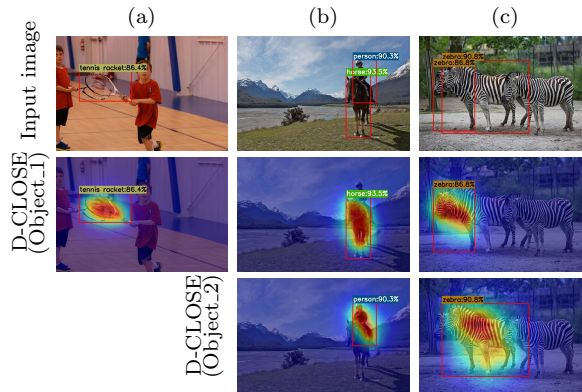 (a)
(b)
(c)
Input image
tennis racket:86.4%
person:90.3%
horse:93.5%
zebra:90.8%
zebra:86.8%
D-CLOSE
(Object_1)
tennis racket:86.4%
horse:93.5%
zebra:86.8%
D-CLOSE
(Object_2)
person:90.3%
zebra:90.8%